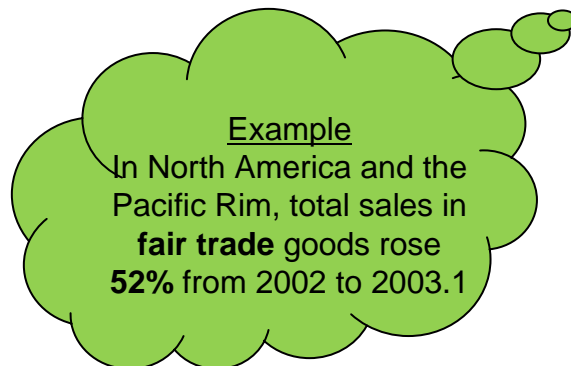 Example
In North America and the
Pacific Rim, total sales in
fair trade goods rose
52% from 2002 to 2003.1